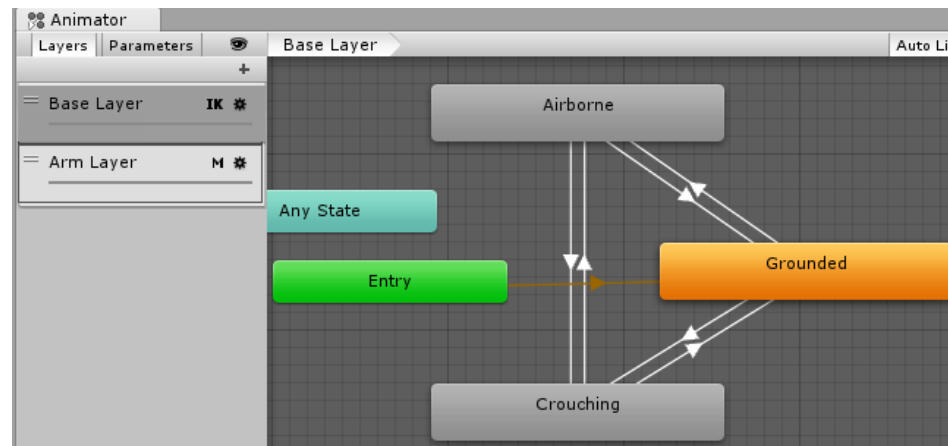 Animator
Layers Parameters Base Layer Auto Li
+
Base Layer IK
Airborne
Arm Layer M
Any State
Grounded
Entry
Crouching